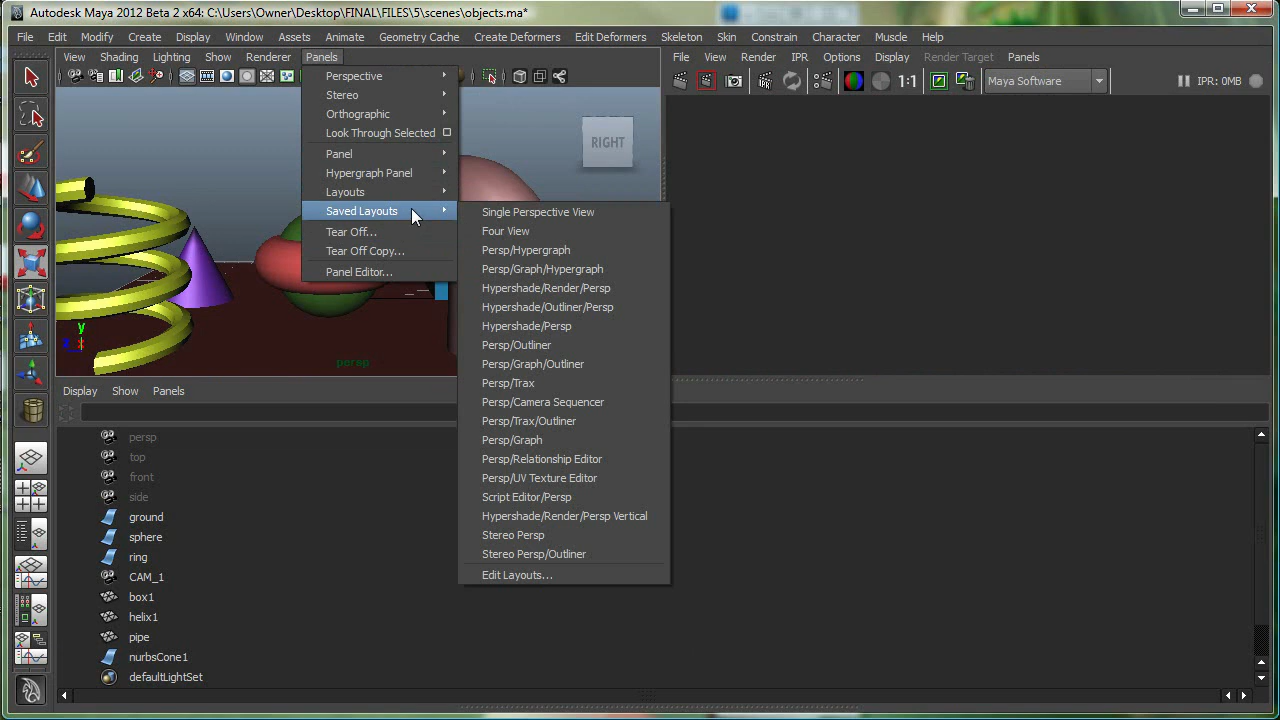 Autodesk Maya 2012 Beta 2 x64: C:\Users\Owner\Desktop\FINAL\FILES\5\scenes\objects.ma*
File Edit Modify Create Display Window Assets Animate Geometry Cache Create Deformers Edit Deformers Skeleton Skin Constrain Character Muscle Help
View Shading Lighting Show Renderer Panels
File View Render IPR Options Display Render Target Panels
1:1 Maya Software IPR: 0MB
Perspective
Stereo
Orthographic
Look Through Selected
Panel
Hypergraph Panel
Layouts
Saved Layouts
Tear Off...
Tear Off Copy...
Panel Editor...
RIGHT
Single Perspective View
Four View
Persp/Hypergraph
Persp/Graph/Hypergraph
Hypershade/Render/Persp
Hypershade/Outliner/Persp
Hypershade/Persp
Persp/Outliner
Persp/Graph/Outliner
Persp/Trax
Persp/Camera Sequencer
Persp/Trax/Outliner
Persp/Graph
Persp/Relationship Editor
Persp/UV Texture Editor
Script Editor/Persp
Hypershade/Render/Persp Vertical
Stereo Persp
Stereo Persp/Outliner
Edit Layouts...
y
persp
Display Show Panels
persp
top
front
side
ground
sphere
ring
CAM_1
box1
helix1
pipe
nurbsCone1
defaultLightSet